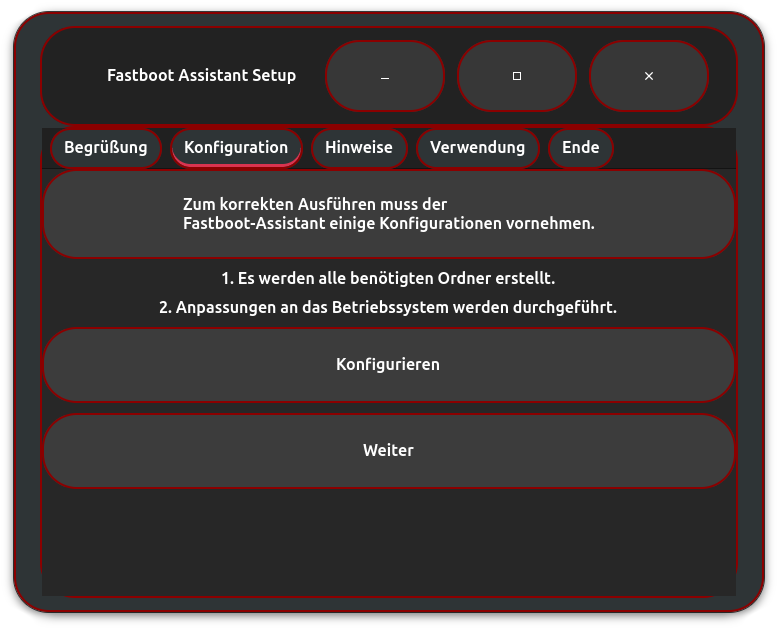 Fastboot Assistant Setup
Begrüßung Konfiguration Hinweise Verwendung Ende
Zum korrekten Ausführen muss der
Fastboot-Assistant einige Konfigurationen vornehmen.
1. Es werden alle benötigten Ordner erstellt.
2. Anpassungen an das Betriebssystem werden durchgeführt.
Konfigurieren
Weiter